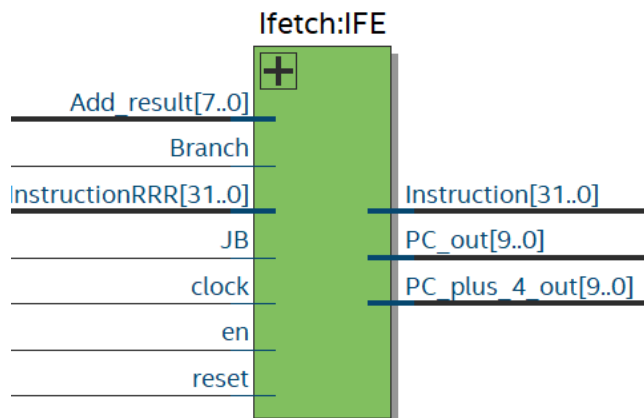 Ifetch:IFE
Add_result[7..0]
Branch
InstructionRRR[31..0]
JB
clock
en
reset
Instruction[31..0]
PC_out[9..0]
PC_plus_4_out[9..0]